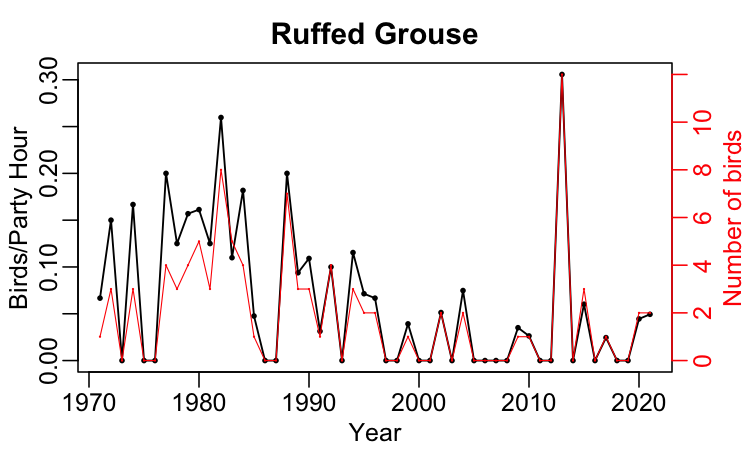 Ruffed Grouse
Birds/Party Hour
0.00 0.10 0.20 0.30
Number of birds
0 2 4 6 8 10
1970 1980 1990 2000 2010 2020
Year